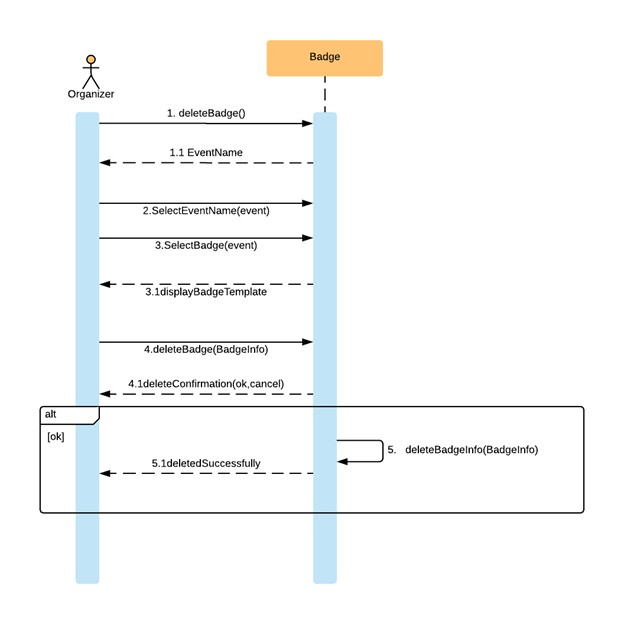 Badge
Organizer
1. deleteBadge()
1.1 EventName
2.SelectEventName(event)
3.SelectBadge(event)
3.1displayBadgeTemplate
4.deleteBadge(BadgeInfo)
4.1deleteConfirmation(ok,cancel)
alt
[ok]
5. deleteBadgeInfo(BadgeInfo)
5.1deletedSuccessfully